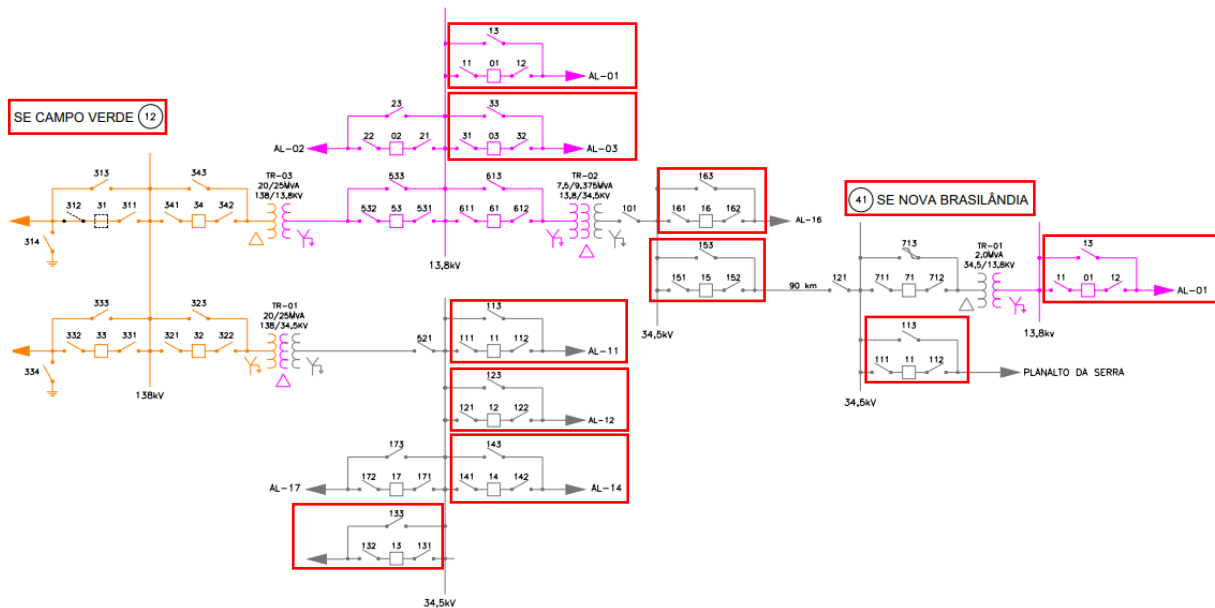 13
11 01 12
AL-01
SE CAMPO VERDE 12
23
33
22 02 21
31 03 32
AL-02
AL-03
313
343
TR-03
20/25MVA
138/13,8KV
533
613
TR-02
7,5/9,375MVA
13,8/34,5KV
163
41 SE NOVA BRASILÂNDIA
312 31 311
341 34 342
532 53 531
611 61 612
101
161 16 162
AL-16
314
13,8kV
153
151 15 152
90 km
121
713
711 71 712
TR-01
2,0MVA
34,5/13,8KV
13
11 01 12
AL-01
333
323
TR-01
20/25MVA
138/34,5KV
113
34,5kV
13,8kv
332 33 331
321 32 322
521
111 11 112
AL-11
113
111 11 112
PLANALTO DA SERRA
334
138kV
34,5kV
123
121 12 122
AL-12
173
143
172 17 171
141 14 142
AL-17
AL-14
133
132 13 131
34,5kV